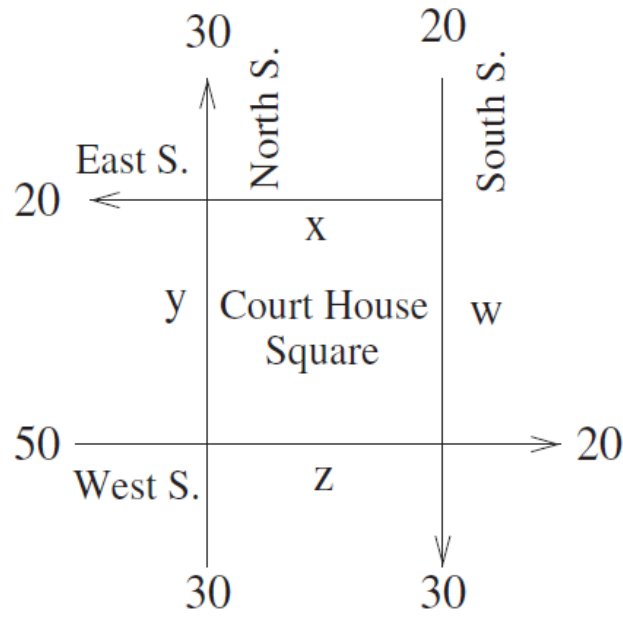 30
20
North S.
South S.
East S.
20
x
y
Court House
Square
w
50
20
West S.
z
30
30